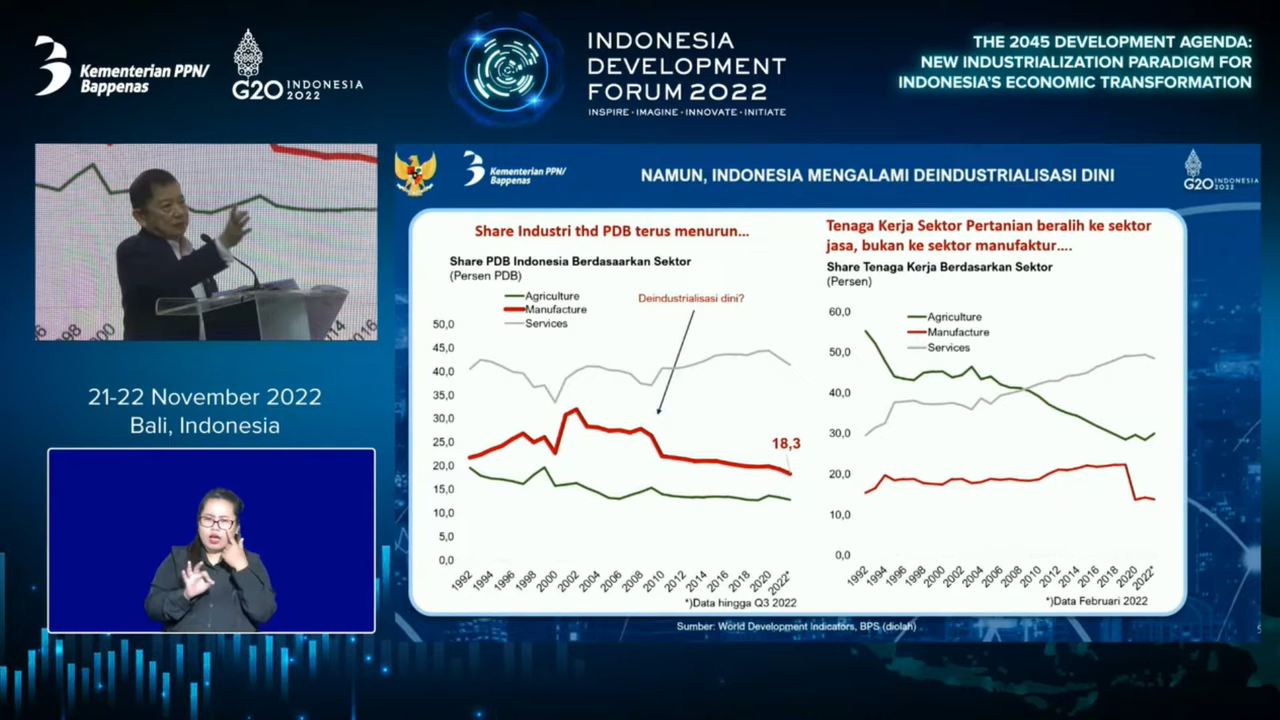 Kementerian PPN/
Bappenas
G20 INDONESIA
2022
INDONESIA
DEVELOPMENT
FORUM 2022
INSPIRE · IMAGINE · INNOVATE · INITIATE
THE 2045 DEVELOPMENT AGENDA:
NEW INDUSTRIALIZATION PARADIGM FOR
INDONESIA'S ECONOMIC TRANSFORMATION
998
2000
014
2016
21-22 November 2022
Bali, Indonesia
Kementerian PPN/
Bappenas
NAMUN, INDONESIA MENGALAMI DEINDUSTRIALISASI DINI
G20 INDONESIA
2022
Share Industri thd PDB terus menurun...
Share PDB Indonesia Berdasaarkan Sektor
(Persen PDB)
Agriculture
Manufacture
Services
Deindustrialisasi dini?
50,0
45,0
40,0
35,0
30,0
25,0
20,0
15,0
10,0
5,0
0,0
18,3
1992 1994 1996 1998 2000 2002 2004 2006 2008 2010 2012 2014 2016 2018 2020 2022*
*)Data hingga Q3 2022
Tenaga Kerja Sektor Pertanian beralih ke sektor
jasa, bukan ke sektor manufaktur....
Share Tenaga Kerja Berdasarkan Sektor
(Persen)
Agriculture
Manufacture
Services
60,0
50,0
40,0
30,0
20,0
10,0
0,0
1992 1994 1996 1998 2000 2002 2004 2006 2008 2010 2012 2014 2016 2018 2020 2022*
*)Data Februari 2022
Sumber: World Development Indicators, BPS (diolah)